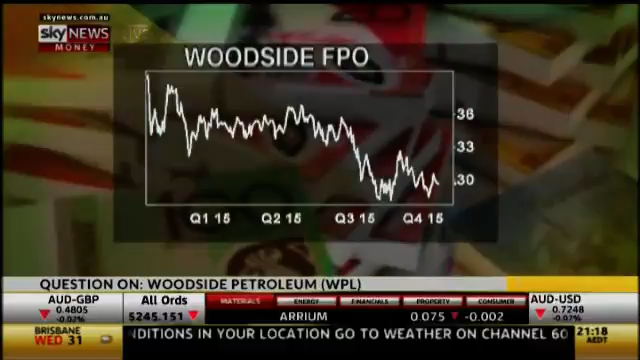 skynews.com.au
sky NEWS
MONEY
LIVE
WOODSIDE FPO
36
33
30
Q1 15
Q2 15
Q3 15
Q4 15
QUESTION ON: WOODSIDE PETROLEUM (WPL)
AUD-GBP
0.4805
-0.02%
All Ords
5245.151
MATERIALS
ENERGY
FINANCIALS
PROPERTY
CONSUMER
ARRIUM
0.075
-0.002
AUD-USD
0.7248
-0.07%
BRISBANE
WED 31
NDITIONS IN YOUR LOCATION GO TO WEATHER ON CHANNEL 60
21:18
AEDT